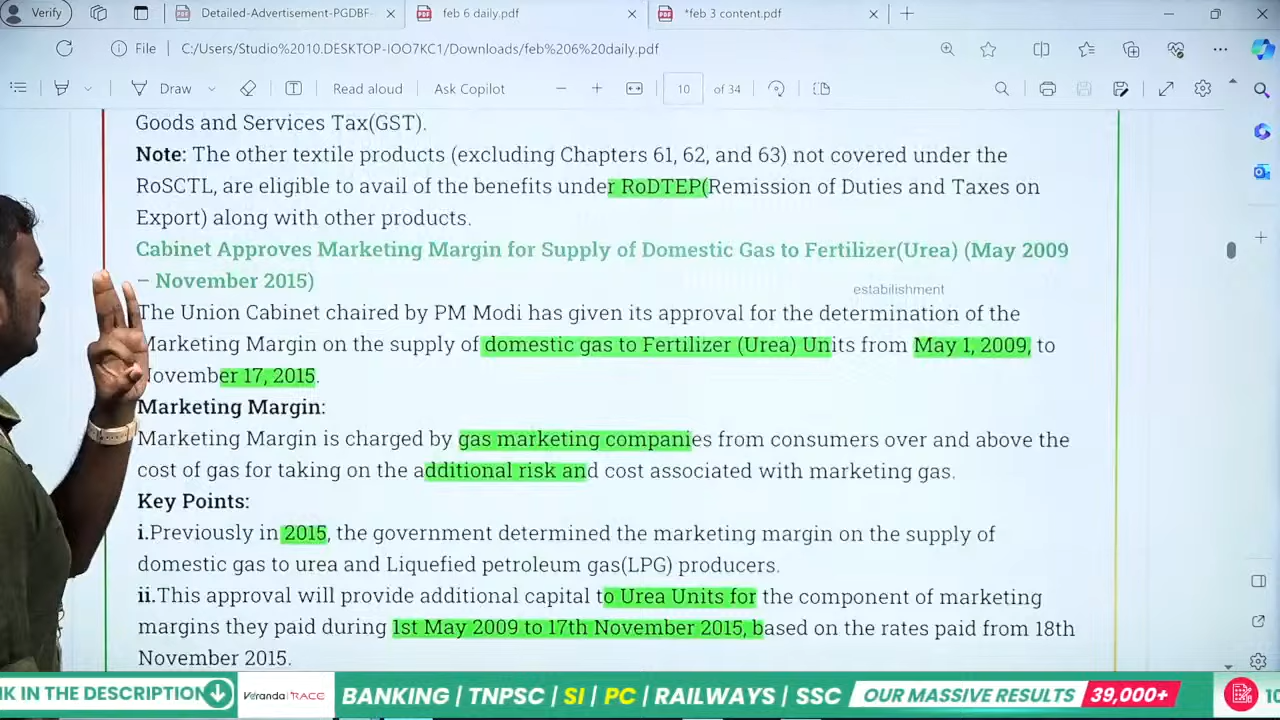 Verify
Detailed-Advertisement-PGDBF-
feb 6 daily.pdf
*feb 3 content.pdf
File
C:/Users/Studio%2010.DESKTOP-IOO7KC1/Downloads/feb%206%20daily.pdf
Draw
Read aloud
Ask Copilot
10 of 34
Goods and Services Tax(GST).
Note: The other textile products (excluding Chapters 61, 62, and 63) not covered under the
RoSCTL, are eligible to avail of the benefits under RoDTEP(Remission of Duties and Taxes on
Export) along with other products.
Cabinet Approves Marketing Margin for Supply of Domestic Gas to Fertilizer(Urea) (May 2009
– November 2015)
estabilishment
The Union Cabinet chaired by PM Modi has given its approval for the determination of the
Marketing Margin on the supply of domestic gas to Fertilizer (Urea) Units from May 1, 2009, to
November 17, 2015.
Marketing Margin:
Marketing Margin is charged by gas marketing companies from consumers over and above the
cost of gas for taking on the additional risk and cost associated with marketing gas.
Key Points:
i.Previously in 2015, the government determined the marketing margin on the supply of
domestic gas to urea and Liquefied petroleum gas(LPG) producers.
ii.This approval will provide additional capital to Urea Units for the component of marketing
margins they paid during 1st May 2009 to 17th November 2015, based on the rates paid from 18th
November 2015.
NK IN THE DESCRIPTION
Veranda RACE
BANKING | TNPSC | SI | PC | RAILWAYS | SSC
OUR MASSIVE RESULTS 39,000+
10